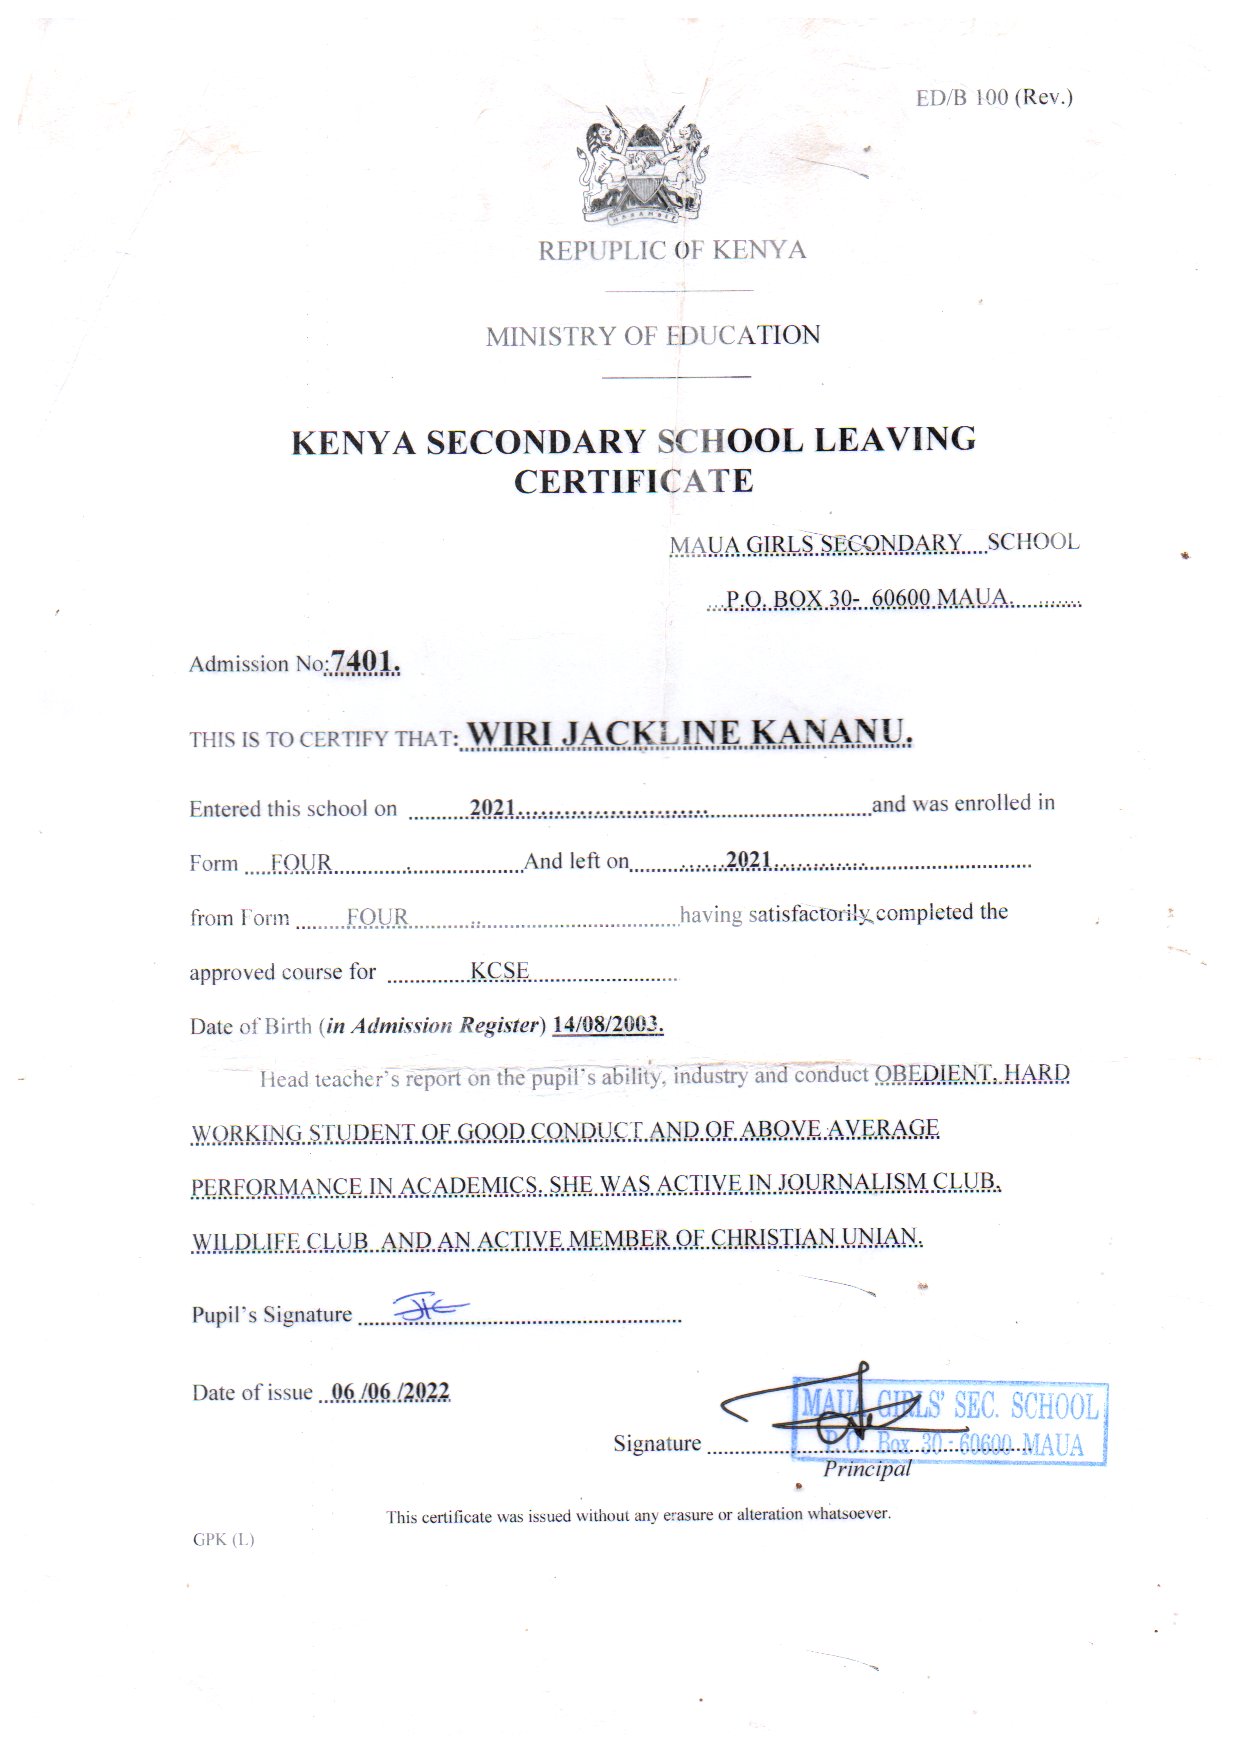 ED/B 100 (Rev.)
HARAMBEE
REPUPLIC OF KENYA
MINISTRY OF EDUCATION
KENYA SECONDARY SCHOOL LEAVING
CERTIFICATE
MAUA GIRLS SECONDARY....SCHOOL
...P.O. BOX 30- 60600 MAUA.............
Admission No:7401.
THIS IS TO CERTIFY THAT: WIRI JACKLINE KANANU.
Entered this school on ..........2021..........................................................and was enrolled in
Form ....FOUR................................And left on................2021............................................
from Form ........FOUR..............................................having satisfactorily completed the
approved course for ..............KCSE.........................
Date of Birth (in Admission Register) 14/08/2003.
Head teacher's report on the pupil's ability, industry and conduct OBEDIENT, HARD
WORKING STUDENT OF GOOD CONDUCT AND OF ABOVE AVERAGE
PERFORMANCE IN ACADEMICS. SHE WAS ACTIVE IN JOURNALISM CLUB,
WILDLIFE CLUB AND AN ACTIVE MEMBER OF CHRISTIAN UNIAN.
Pupil's Signature ......................................................
Date of issue ..06 /06 /2022
MAUA GIRLS' SEC. SCHOOL
Signature ......................................................
P.O. Box 30 - 60600 MAUA
Principal
This certificate was issued without any erasure or alteration whatsoever.
GPK (L)